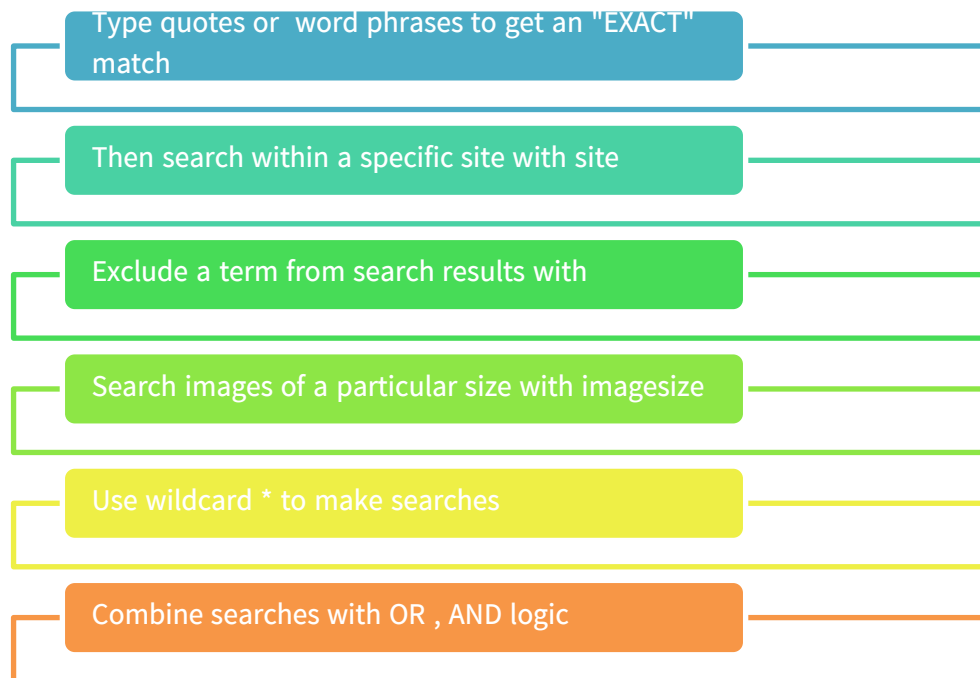 Type quotes or  word phrases to get an "EXACT"
match
Then search within a specific site with site
Exclude a term from search results with
Search images of a particular size with imagesize
Use wildcard * to make searches
Combine searches with OR , AND logic